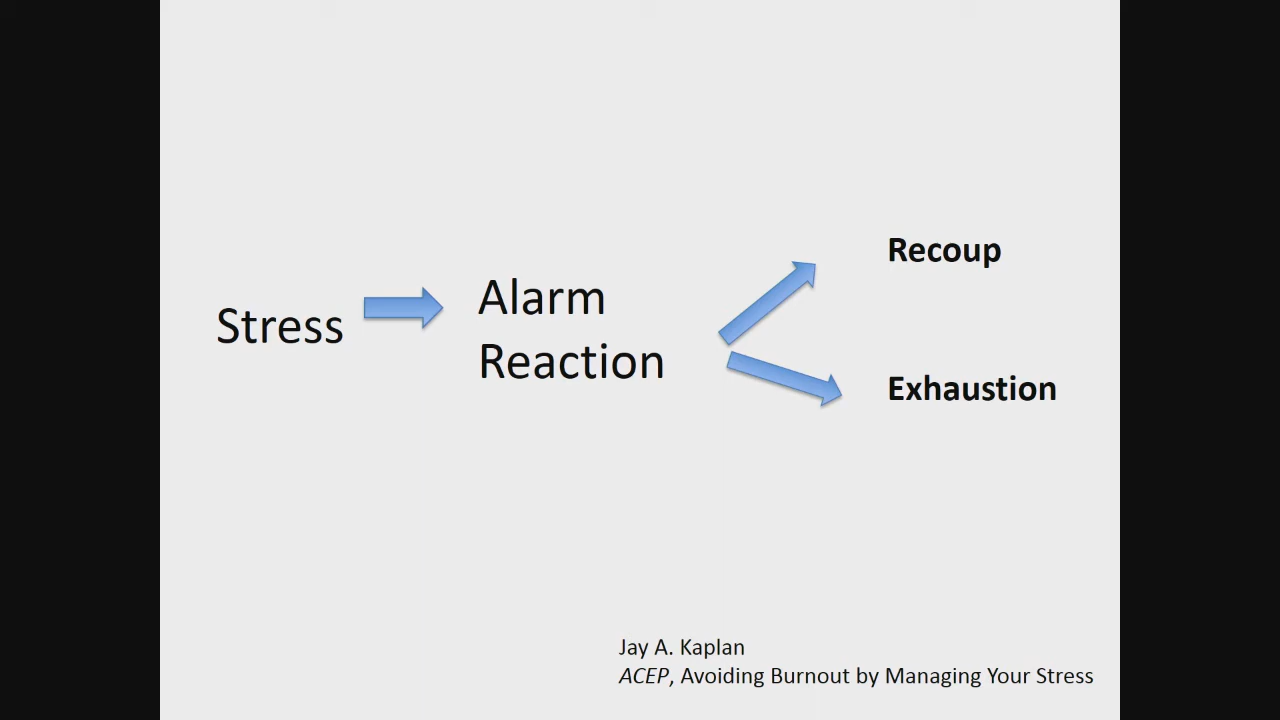 Stress
Alarm
Reaction
Recoup
Exhaustion
Jay A. Kaplan
ACEP, Avoiding Burnout by Managing Your Stress